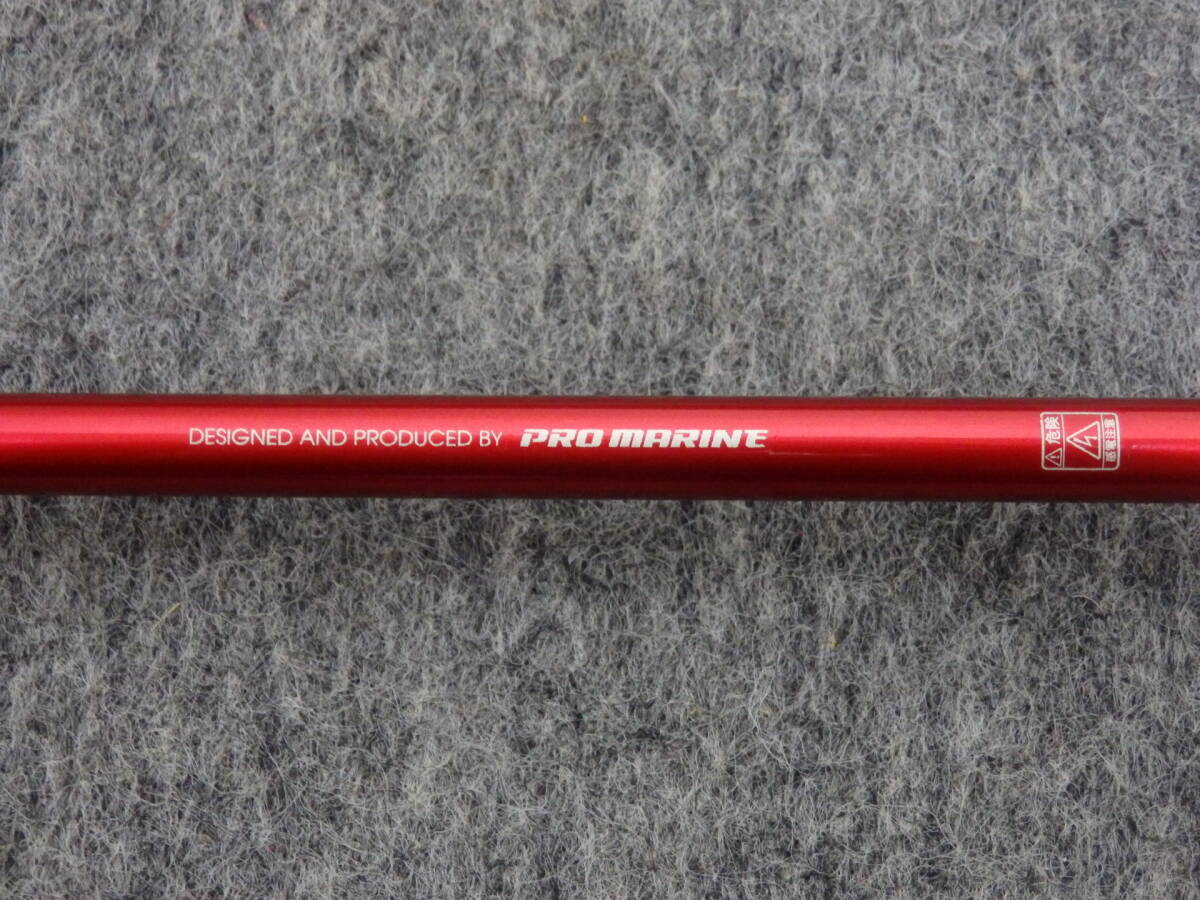 DESIGNED AND PRODUCED BY PRO MARINE
危険
感電注意